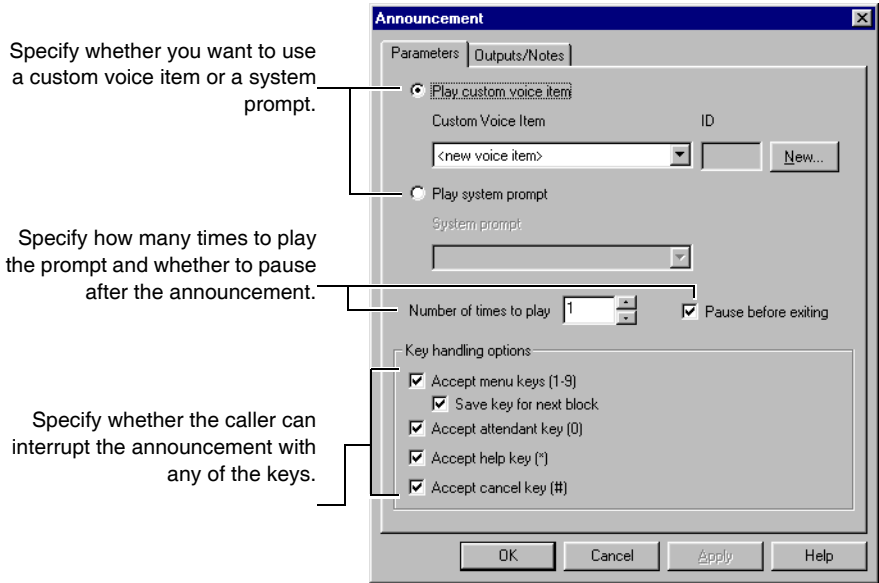 Announcement
Parameters
Outputs/Notes
Specify whether you want to use
a custom voice item or a system
prompt.
Play custom voice item
Custom Voice Item
ID
<new voice item>
New...
Play system prompt
System prompt
Specify how many times to play
the prompt and whether to pause
after the announcement.
Number of times to play
1
Pause before exiting
Key handling options
Accept menu keys (1-9)
Save key for next block
Specify whether the caller can
interrupt the announcement with
any of the keys.
Accept attendant key (0)
Accept help key (*)
Accept cancel key (#)
OK
Cancel
Apply
Help